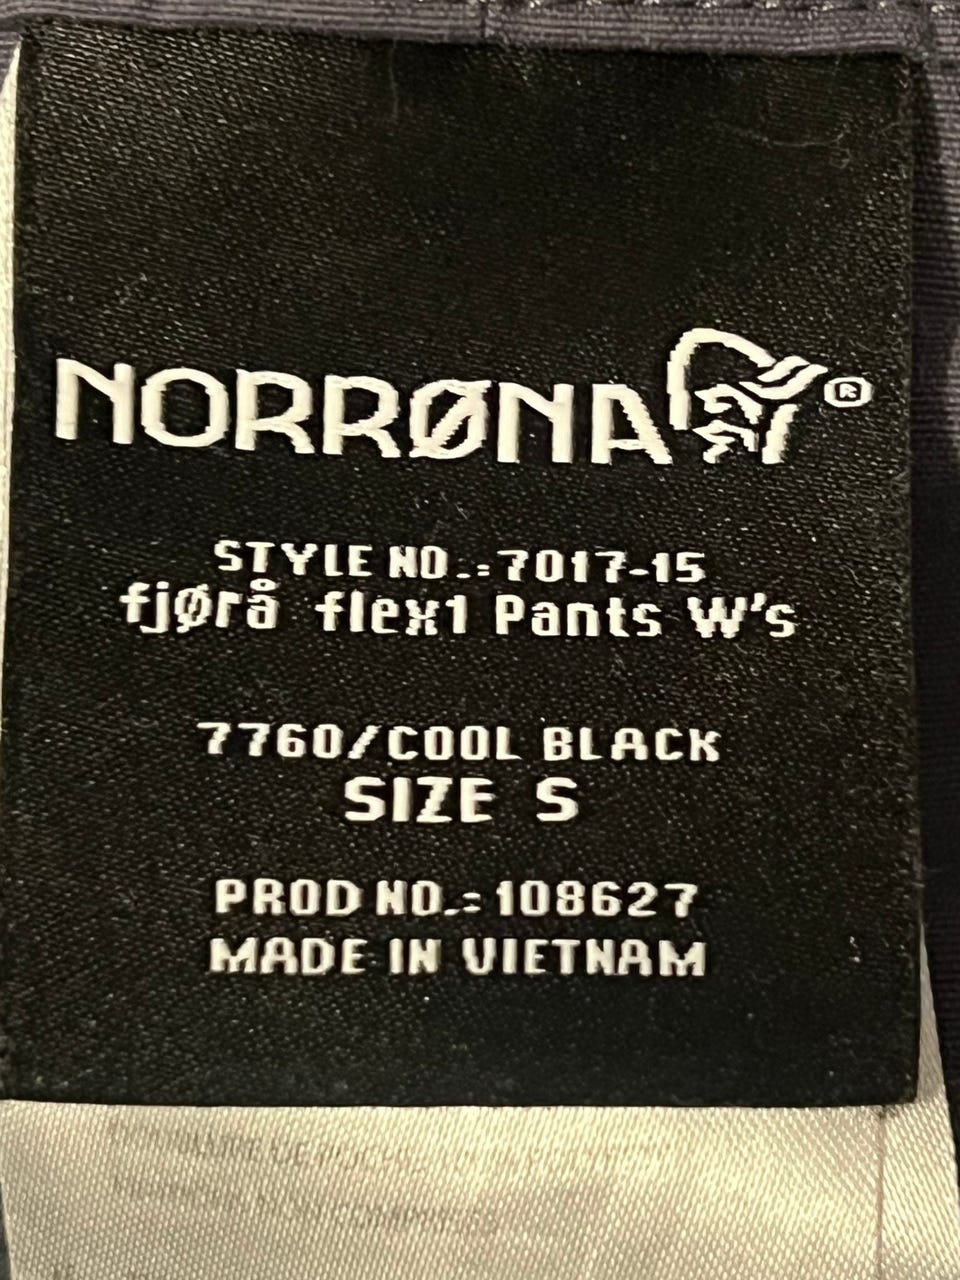 NORRØNA®
STYLE NO.:7017-15
fjørå flex1 Pants W's
7760/COOL BLACK
SIZE S
PROD NO.:108627
MADE IN VIETNAM